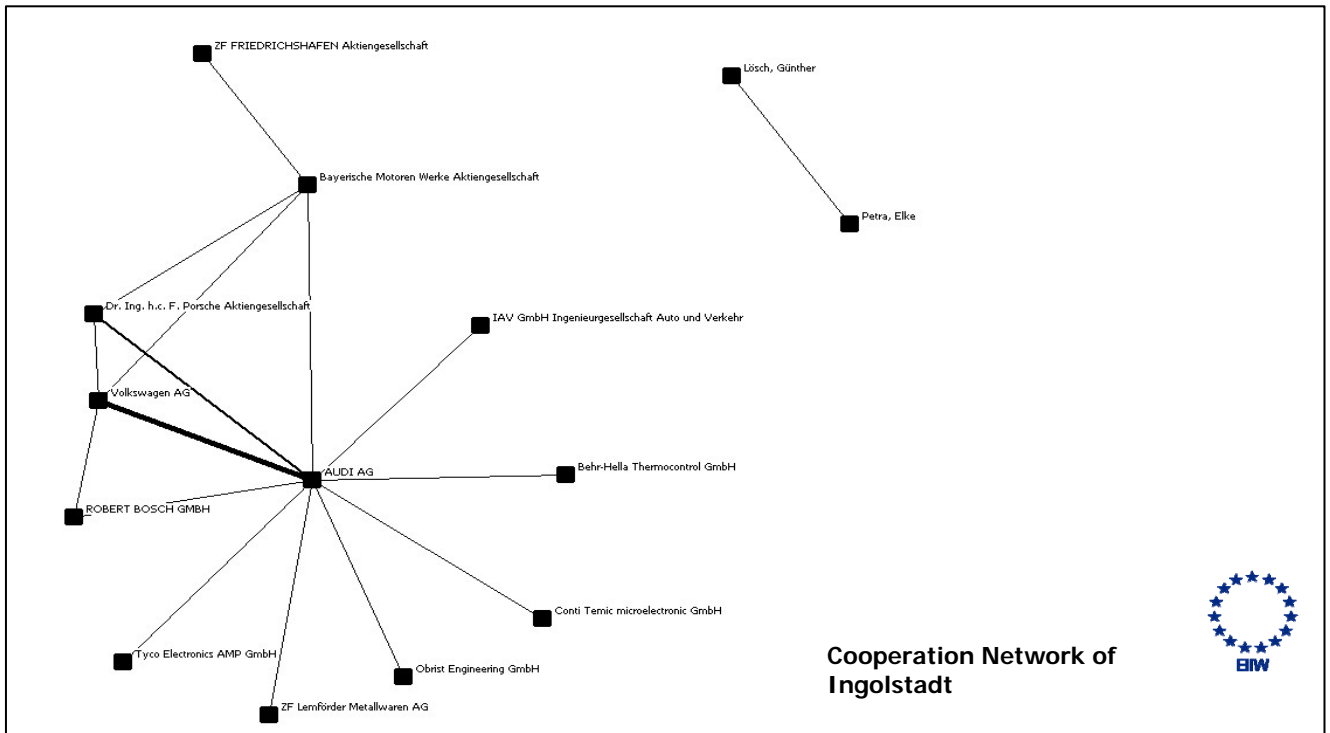 ZF FRIEDRICHSHAFEN Aktiengesellschaft
Lösch, Günther
Bayerische Motoren Werke Aktiengesellschaft
Petra, Elke
Dr. Ing. h.c. F. Porsche Aktiengesellschaft
IAV GmbH Ingenieurgesellschaft Auto und Verkehr
Volkswagen AG
AUDI AG
Behr-Hella Thermocontrol GmbH
ROBERT BOSCH GMBH
Conti Temic microelectronic GmbH
Tyco Electronics AMP GmbH
Obrist Engineering GmbH
ZF Lemförder Metallwaren AG
Cooperation Network of
Ingolstadt
EIIW